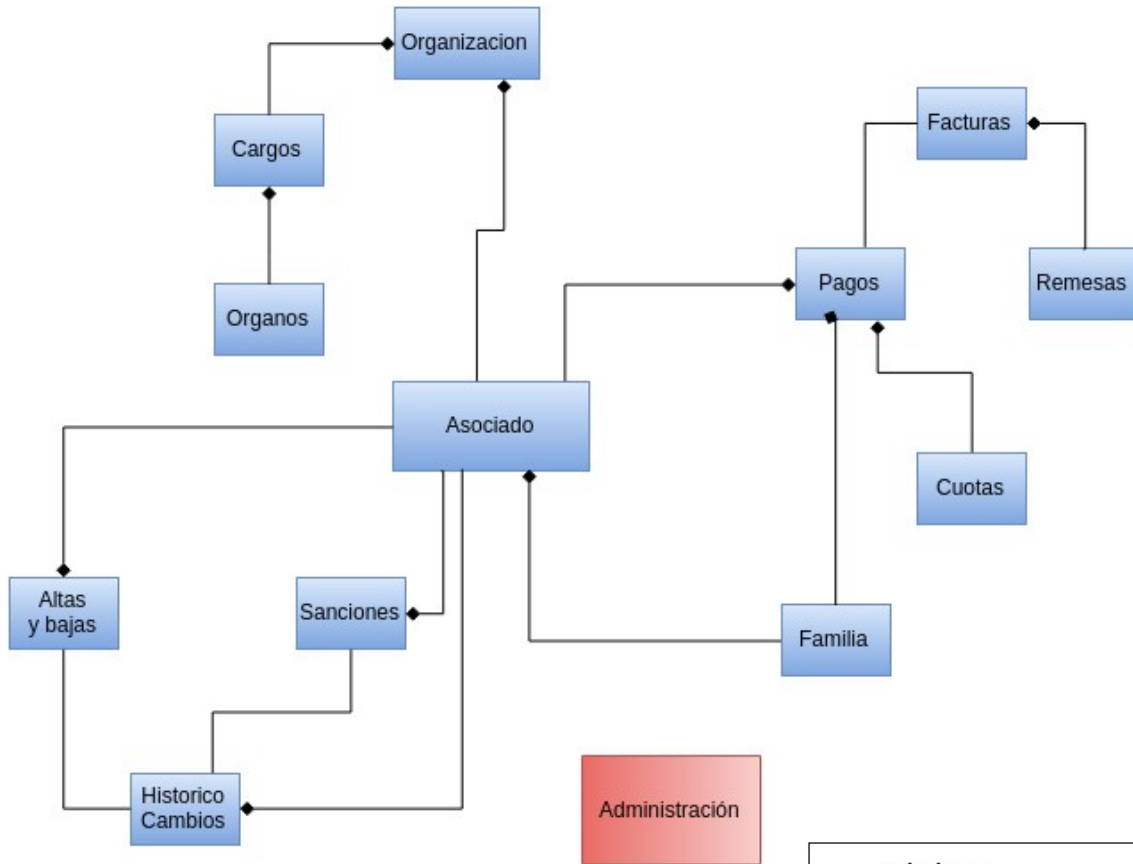 Organizacion
Facturas
Cargos
Pagos
Remesas
Organos
Asociado
Cuotas
Altas
y bajas
Sanciones
Familia
Historico
Cambios
Administración